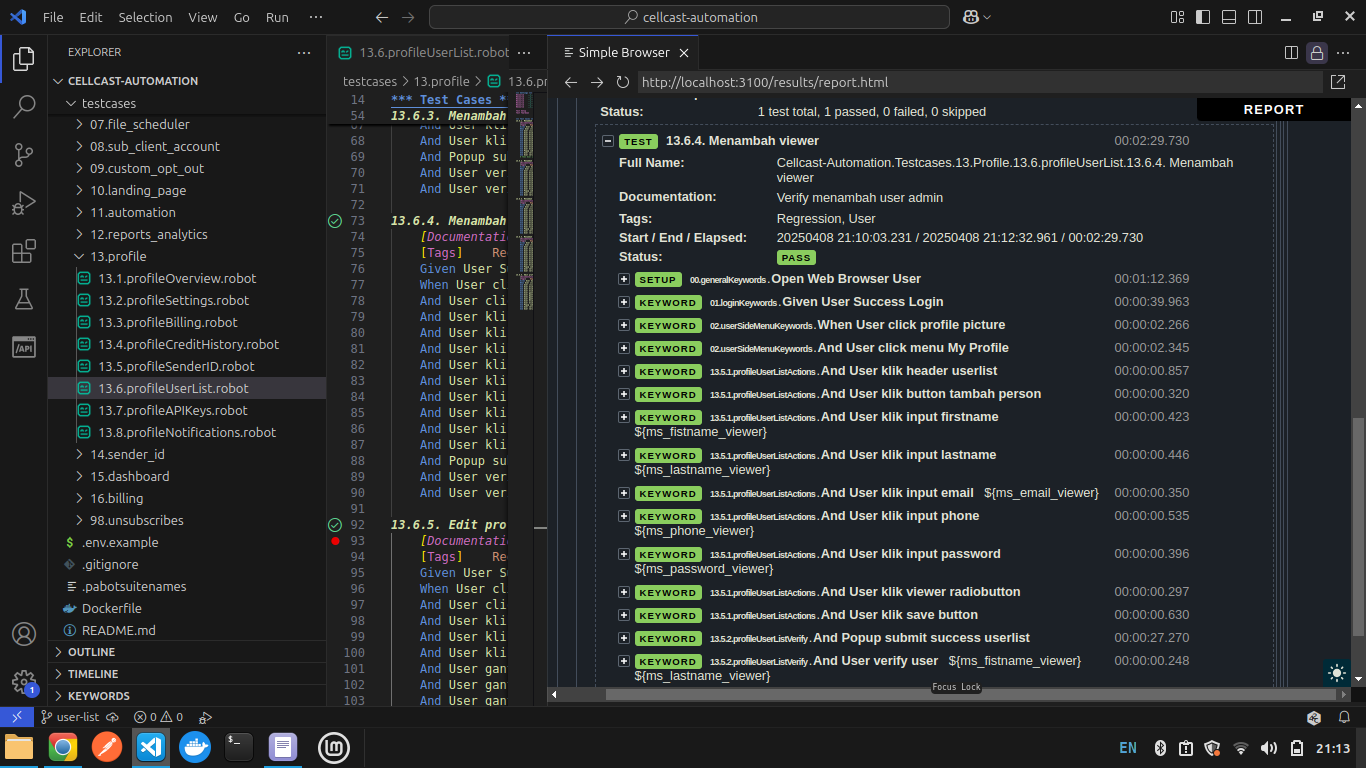 File Edit Selection View Go Run ···
cellcast-automation
EXPLORER
CELLCAST-AUTOMATION
testcases
07.file_scheduler
08.sub_client_account
09.custom_opt_out
10.landing_page
11.automation
12.reports_analytics
13.profile
13.1.profileOverview.robot
13.2.profileSettings.robot
13.3.profileBilling.robot
13.4.profileCreditHistory.robot
13.5.profileSenderID.robot
13.6.profileUserList.robot
13.7.profileAPIKeys.robot
13.8.profileNotifications.robot
14.sender_id
15.dashboard
16.billing
98.unsubscribes
.env.example
.gitignore
.pabotsuitenames
Dockerfile
README.md
OUTLINE
TIMELINE
KEYWORDS
13.6.profileUserList.robot
testcases > 13.profile > 13.6.pr
14 *** Test Cases *
54 13.6.3. Menambah
68 And User kli
69 And Popup su
70 And User ver
71 And User ver
72
73 13.6.4. Menambah
74 [Documentatio
75 [Tags] Re
76 Given User S
77 When User cl
78 And User cli
79 And User kli
80 And User kli
81 And User kli
82 And User kli
83 And User kli
84 And User kli
85 And User kli
86 And User kli
87 And User kli
88 And Popup su
89 And User ver
90 And User ver
91
92 13.6.5. Edit pro
93 [Documentatio
94 [Tags] Re
95 Given User S
96 When User cl
97 And User cli
98 And User kli
99 And User kli
100 And User kli
101 And User gan
102 And User gan
103 And User gan
Simple Browser
http://localhost:3100/results/report.html
REPORT
Status: 1 test total, 1 passed, 0 failed, 0 skipped
TEST 13.6.4. Menambah viewer 00:02:29.730
Full Name: Cellcast-Automation.Testcases.13.Profile.13.6.profileUserList.13.6.4. Menambah
viewer
Documentation: Verify menambah user admin
Tags: Regression, User
Start / End / Elapsed: 20250408 21:10:03.231 / 20250408 21:12:32.961 / 00:02:29.730
Status: PASS
SETUP 00.generalKeywords.Open Web Browser User 00:01:12.369
KEYWORD 01.loginKeywords.Given User Success Login 00:00:39.963
KEYWORD 02.userSideMenuKeywords.When User click profile picture 00:00:02.266
KEYWORD 02.userSideMenuKeywords.And User click menu My Profile 00:00:02.345
KEYWORD 13.5.1.profileUserListActions.And User klik header userlist 00:00:00.857
KEYWORD 13.5.1.profileUserListActions.And User klik button tambah person 00:00:00.320
KEYWORD 13.5.1.profileUserListActions.And User klik input firstname 00:00:00.423
${ms_fistname_viewer}
KEYWORD 13.5.1.profileUserListActions.And User klik input lastname 00:00:00.446
${ms_lastname_viewer}
KEYWORD 13.5.1.profileUserListActions.And User klik input email ${ms_email_viewer} 00:00:00.350
KEYWORD 13.5.1.profileUserListActions.And User klik input phone 00:00:00.535
${ms_phone_viewer}
KEYWORD 13.5.1.profileUserListActions.And User klik input password 00:00:00.396
${ms_password_viewer}
KEYWORD 13.5.1.profileUserListActions.And User klik viewer radiobutton 00:00:00.297
KEYWORD 13.5.1.profileUserListActions.And User klik save button 00:00:00.630
KEYWORD 13.5.2.profileUserListVerify.And Popup submit success userlist 00:00:27.270
KEYWORD 13.5.2.profileUserListVerify.And User verify user ${ms_fistname_viewer} 00:00:00.248
${ms_lastname_viewer}
Focus Lock
1
user-list 0 0
EN 21:13